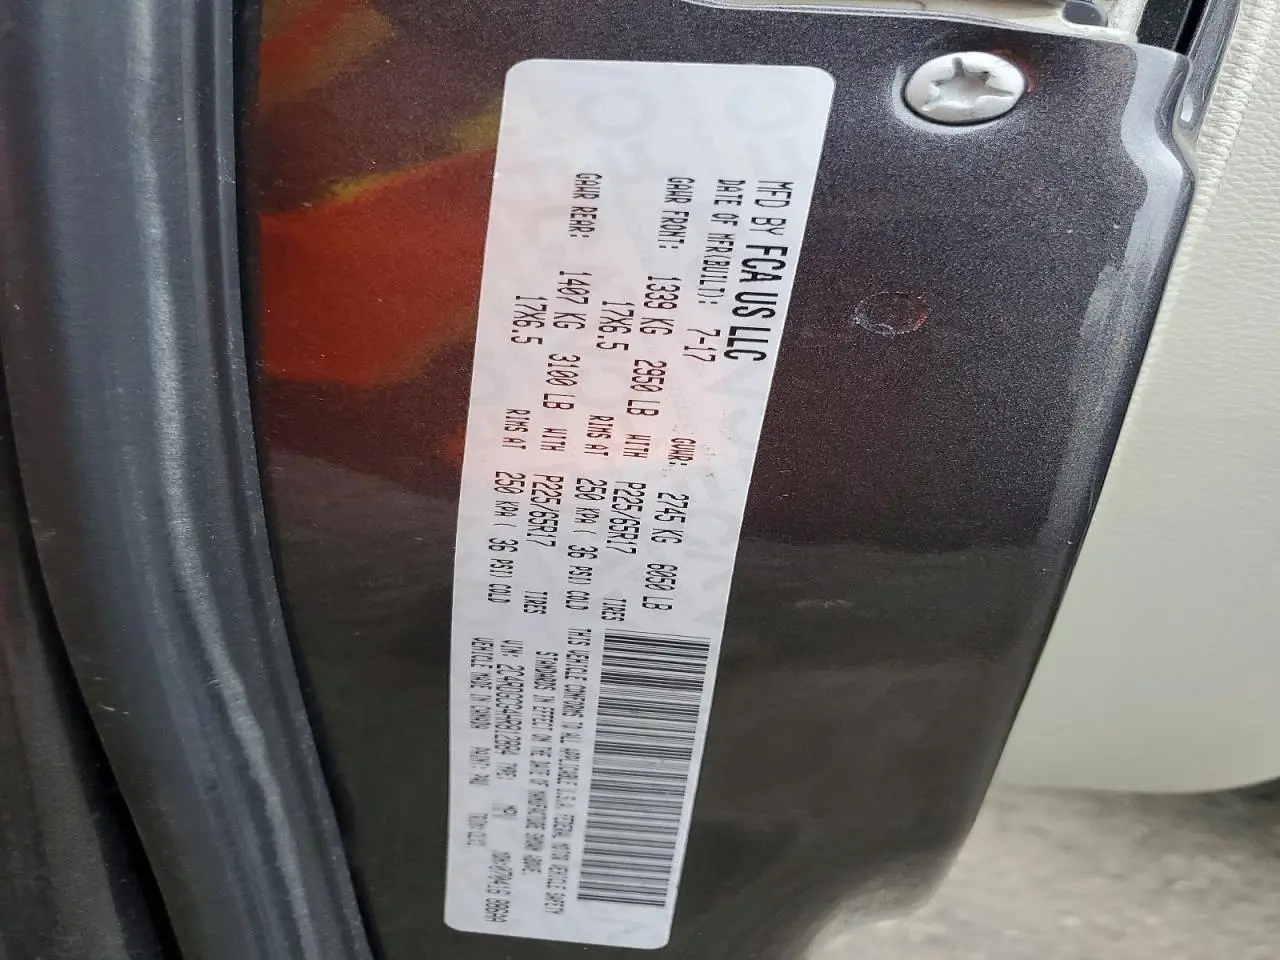 MFD BY FCA US LLC
DATE OF MFR(BUILT): 7-17
GAWR FRONT: 1339 KG 2950 LB WITH P225/65R17 TIRES
GVWR: 2745 KG 6050 LB
17X6.5 RIMS AT 250 KPA ( 36 PSI) COLD
GAWR REAR: 1407 KG 3100 LB WITH P225/65R17 TIRES
17X6.5 RIMS AT 250 KPA ( 36 PSI) COLD
THIS VEHICLE CONFORMS TO ALL APPLICABLE U.S.A. FEDERAL MOTOR VEHICLE SAFETY
STANDARDS IN EFFECT ON THE DATE OF MANUFACTURE SHOWN ABOVE.
VIN: TYPE: MPV
VEHICLE MADE IN CANADA PAINT: PAU